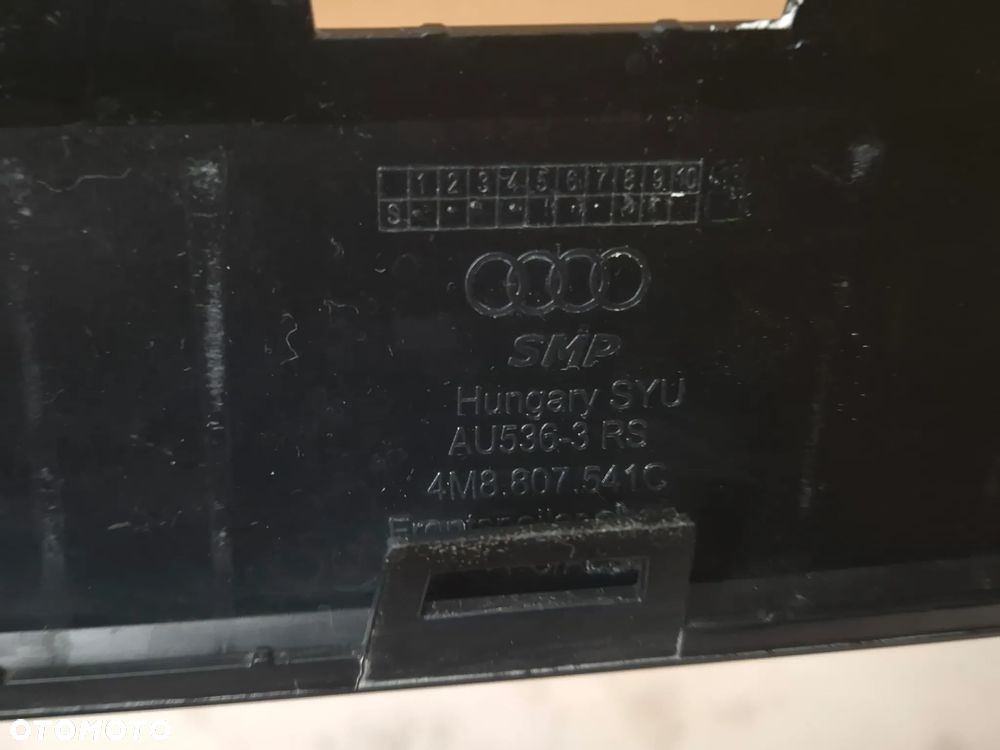 1 2 3 4 5 6 7 8 9 10
S
SMP
Hungary SYU
AU536-3 RS
4M8.807.541C
OTOMOTO